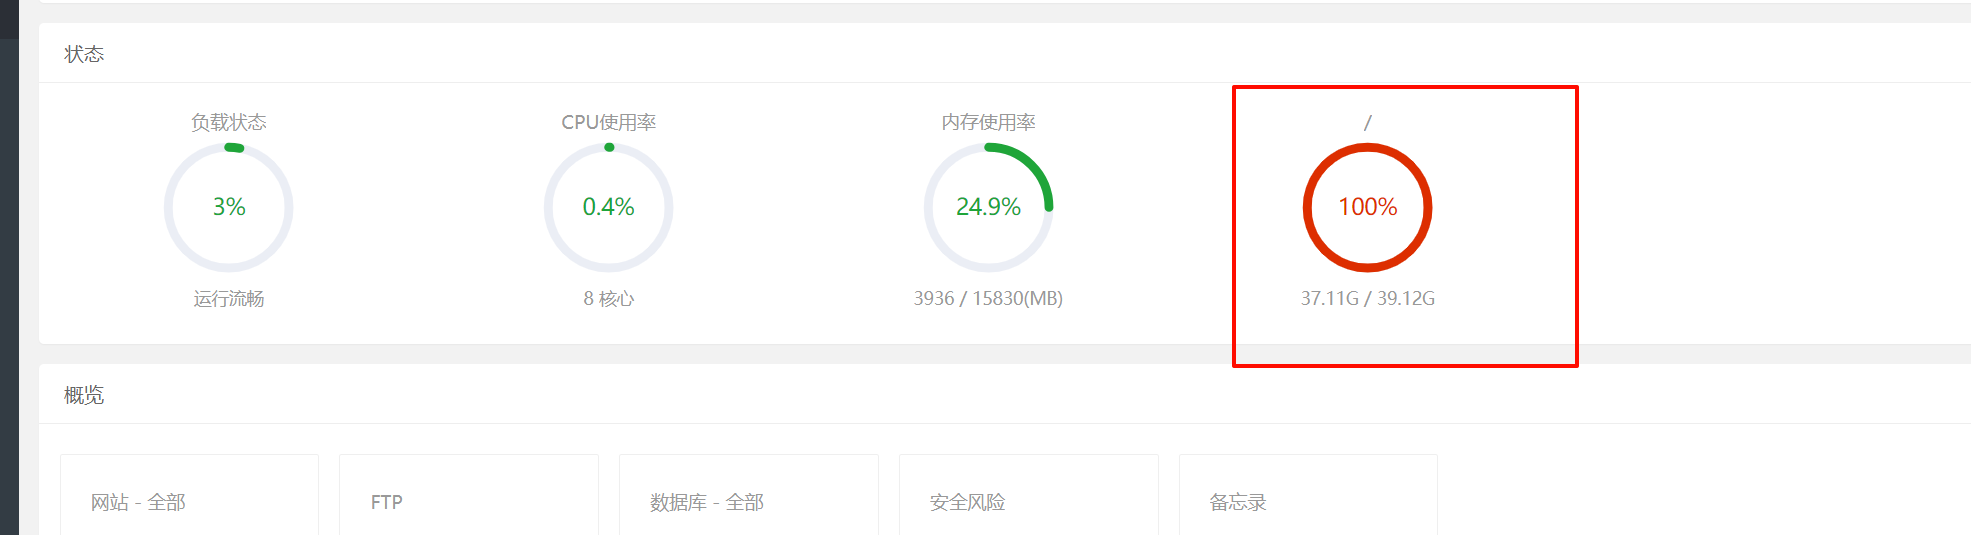 状态
负载状态
CPU使用率
内存使用率
/
3%
0.4%
24.9%
100%
运行流畅
8 核心
3936 / 15830(MB)
37.11G / 39.12G
概览
网站 - 全部
FTP
数据库 - 全部
安全风险
备忘录